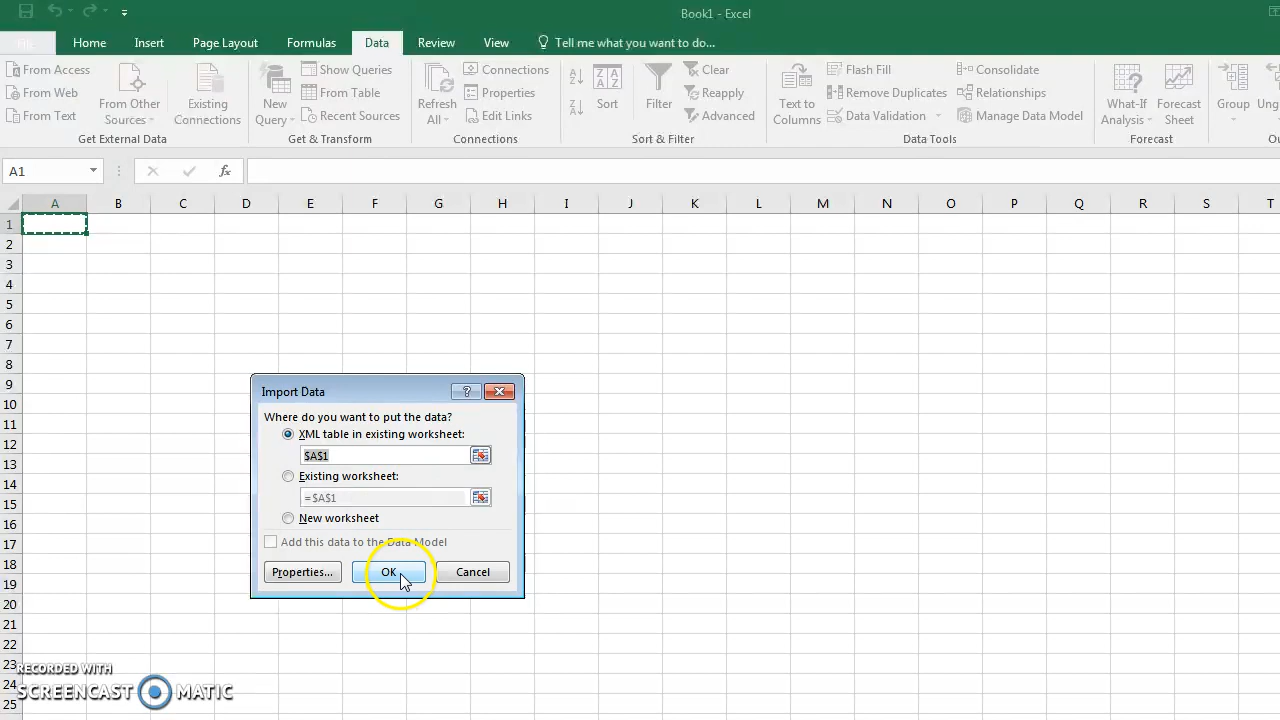 Book1 - Excel
File Home Insert Page Layout Formulas Data Review View Tell me what you want to do...
From Access
From Web
From Text
From Other Sources
Existing Connections
Get External Data
New Query
Show Queries
From Table
Recent Sources
Get & Transform
Refresh All
Connections
Properties
Edit Links
Connections
Sort
Filter
Clear
Reapply
Advanced
Sort & Filter
Text to Columns
Flash Fill
Remove Duplicates
Data Validation
Consolidate
Relationships
Manage Data Model
Data Tools
What-If Analysis
Forecast Sheet
Forecast
Group
A1
fx
A B C D E F G H I J K L M N O P Q R S T
1
2
3
4
5
6
7
8
9
10
11
12
13
14
15
16
17
18
19
20
21
22
23
24
25
Import Data
?
Where do you want to put the data?
XML table in existing worksheet:
$A$1
Existing worksheet:
=$A$1
New worksheet
Add this data to the Data Model
Properties... OK Cancel
RECORDED WITH
SCREENCAST MATIC